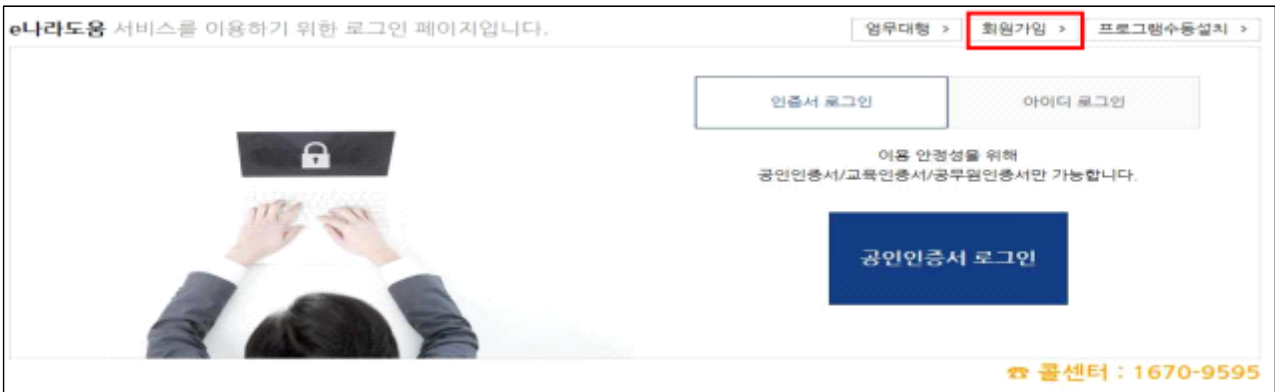 e나라도움 서비스를 이용하기 위한 로그인 페이지입니다.
업무대행 > 회원가입 > 프로그램수동설치 >
인증서 로그인 아이디 로그인
이용 안정성을 위해
공인인증서/교육인증서/공무원인증서만 가능합니다.
공인인증서 로그인
☎ 콜센터 : 1670-9595